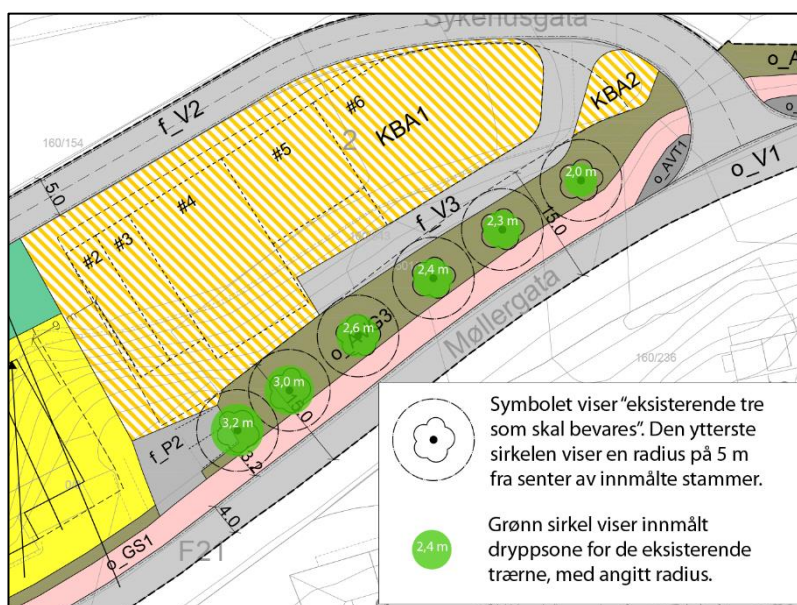 Sykehusgata
o_A
f_V2
#6
KBA1
KBA2
2
160/154
#5
5.0
#4
f_V3
o_AVT1
o_V1
2,0 m
2,3 m
15.0
#3
#2
2,4 m
Møllergata
2,6 m
160/236
3,0 m
3,2 m
f_P2
3.2
4.0
o_GS1
F21
Symbolet viser “eksisterende tre
som skal bevares”. Den ytterste
sirkelen viser en radius på 5 m
fra senter av innmålte stammer.
2,4 m
Grønn sirkel viser innmålt
dryppsone for de eksisterende
trærne, med angitt radius.